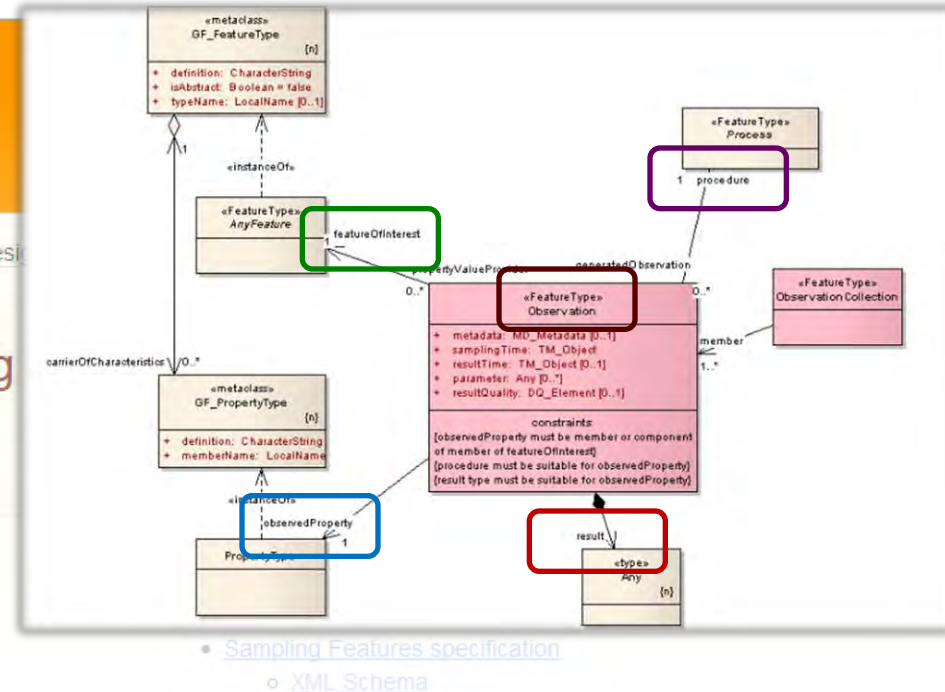 «metaclass»
GF_FeatureType
{n}
+ definition: CharacterString
+ isAbstract: Boolean = false
+ typeName: LocalName [0..1]
1
«instanceOf»
«FeatureType»
AnyFeature
featureOfInterest
1
propertyValueProvider
0..*
«FeatureType»
Process
1 procedure
generatedObservation
0..*
«FeatureType»
Observation
+ metadata: MD_Metadata [0..1]
+ samplingTime: TM_Object
+ resultTime: TM_Object [0..1]
+ parameter: Any [0..*]
+ resultQuality: DQ_Element [0..1]
constraints
{observedProperty must be member or component
of member of featureOfInterest}
{procedure must be suitable for observedProperty}
{result type must be suitable for observedProperty}
«FeatureType»
Observation Collection
member
1..*
carrierOfCharacteristics
0..*
«metaclass»
GF_PropertyType
{n}
+ definition: CharacterString
+ memberName: LocalName
«instanceOf»
observedProperty
1
PropertyType
result
«type»
Any
{n}
esi
g
• Sampling Features specification
○ XML Schema